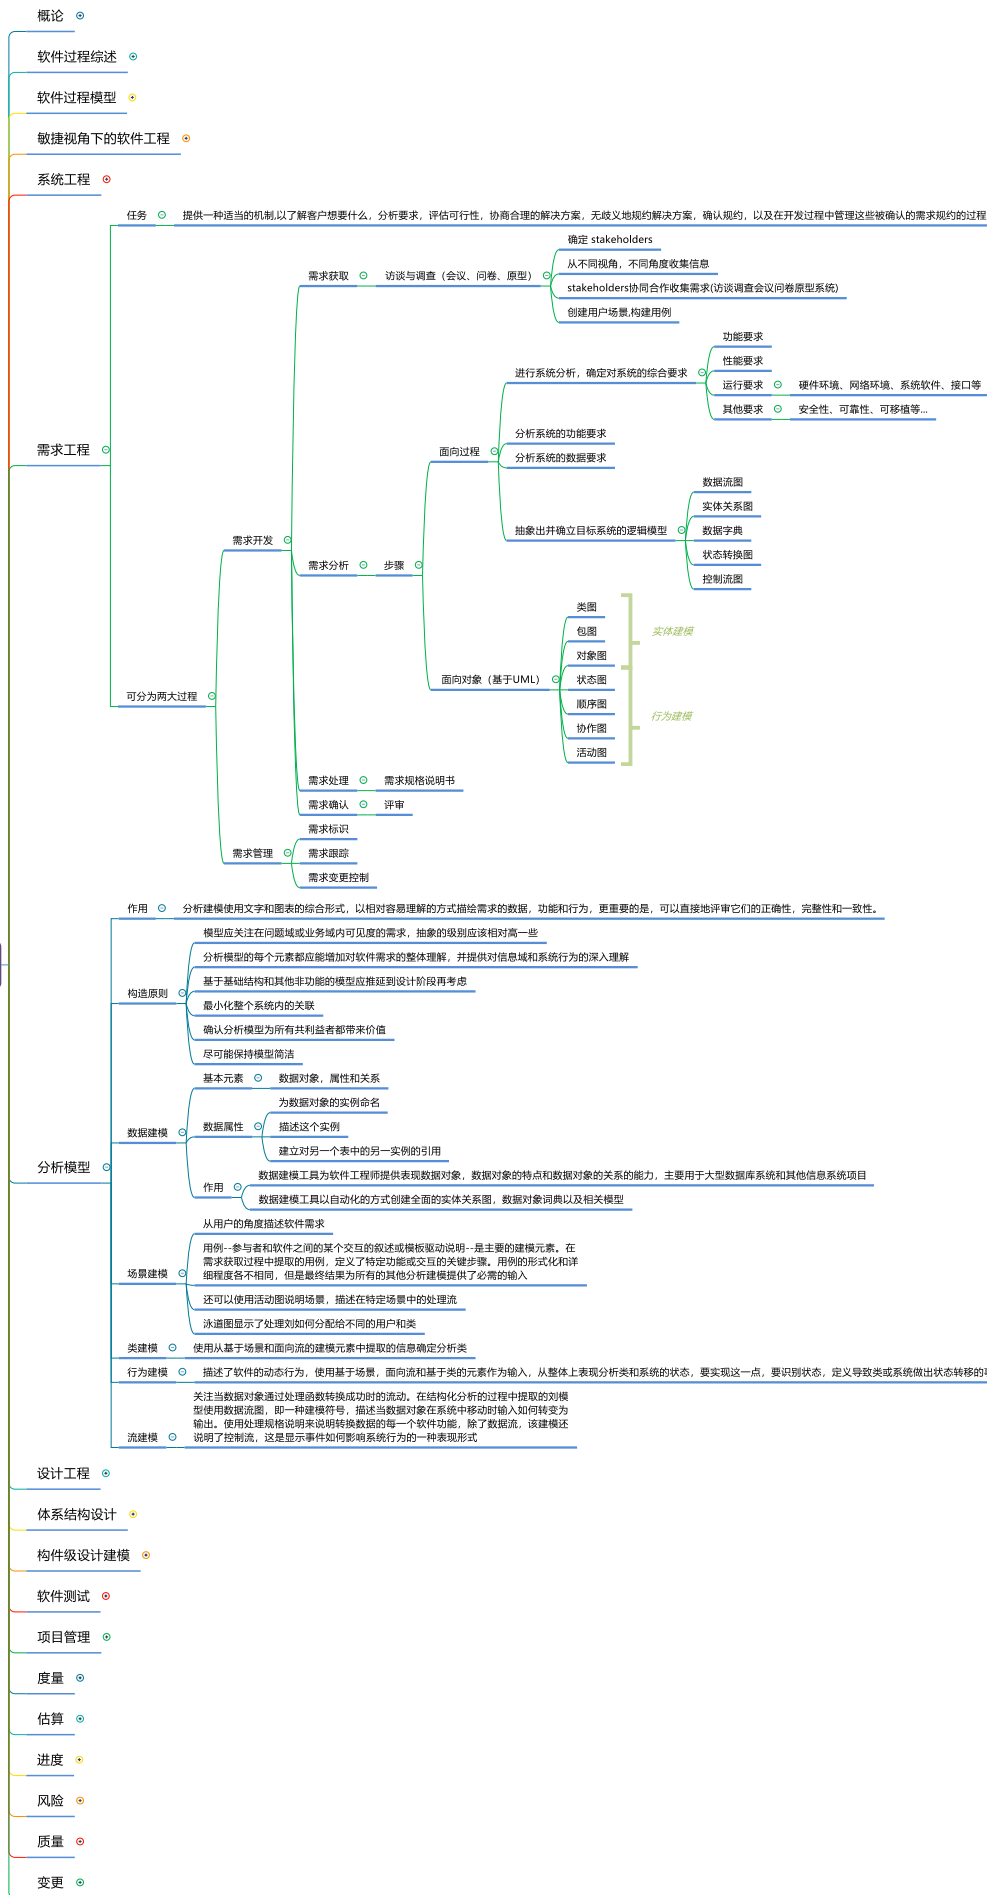 概论
软件过程综述
软件过程模型
敏捷视角下的软件工程
系统工程
任务
提供一种适当的机制,以了解客户想要什么，分析要求，评估可行性，协商合理的解决方案，无歧义地规约解决方案，确认规约，以及在开发过程中管理这些被确认的需求规约的过程
确定 stakeholders
需求获取
访谈与调查（会议、问卷、原型）
从不同视角，不同角度收集信息
stakeholders协同合作收集需求(访谈调查会议问卷原型系统)
创建用户场景,构建用例
功能要求
性能要求
进行系统分析，确定对系统的综合要求
运行要求
硬件环境、网络环境、系统软件、接口等
其他要求
安全性、可靠性、可移植等...
需求工程
面向过程
分析系统的功能要求
分析系统的数据要求
数据流图
实体关系图
抽象出并确立目标系统的逻辑模型
数据字典
状态转换图
控制流图
需求开发
需求分析
步骤
类图
包图
实体建模
对象图
面向对象（基于UML）
状态图
顺序图
行为建模
协作图
活动图
可分为两大过程
需求处理
需求规格说明书
需求确认
评审
需求标识
需求管理
需求跟踪
需求变更控制
作用
分析建模使用文字和图表的综合形式，以相对容易理解的方式描绘需求的数据，功能和行为，更重要的是，可以直接地评审它们的正确性，完整性和一致性。
模型应关注在问题域或业务域内可见度的需求，抽象的级别应该相对高一些
分析模型的每个元素都应能增加对软件需求的整体理解，并提供对信息域和系统行为的深入理解
构造原则
基于基础结构和其他非功能的模型应推延到设计阶段再考虑
最小化整个系统内的关联
确认分析模型为所有共利益者都带来价值
尽可能保持模型简洁
基本元素
数据对象，属性和关系
数据建模
为数据对象的实例命名
数据属性
描述这个实例
建立对另一个表中的另一实例的引用
分析模型
作用
数据建模工具为软件工程师提供表现数据对象，数据对象的特点和数据对象的关系的能力，主要用于大型数据库系统和其他信息系统项目
数据建模工具以自动化的方式创建全面的实体关系图，数据对象词典以及相关模型
从用户的角度描述软件需求
用例--参与者和软件之间的某个交互的叙述或模板驱动说明--是主要的建模元素。在
需求获取过程中提取的用例，定义了特定功能或交互的关键步骤。用例的形式化和详
细程度各不相同，但是最终结果为所有的其他分析建模提供了必需的输入
场景建模
还可以使用活动图说明场景，描述在特定场景中的处理流
泳道图显示了处理刘如何分配给不同的用户和类
类建模
使用从基于场景和面向流的建模元素中提取的信息确定分析类
行为建模
描述了软件的动态行为，使用基于场景，面向流和基于类的元素作为输入，从整体上表现分析类和系统的状态，要实现这一点，要识别状态，定义导致类或系统做出状态转移的
关注当数据对象通过处理函数转换成功时的流动。在结构化分析的过程中提取的刘模
型使用数据流图，即一种建模符号，描述当数据对象在系统中移动时输入如何转变为
输出。使用处理规格说明来说明转换数据的每一个软件功能，除了数据流，该建模还
说明了控制流，这是显示事件如何影响系统行为的一种表现形式
流建模
设计工程
体系结构设计
构件级设计建模
软件测试
项目管理
度量
估算
进度
风险
质量
变更